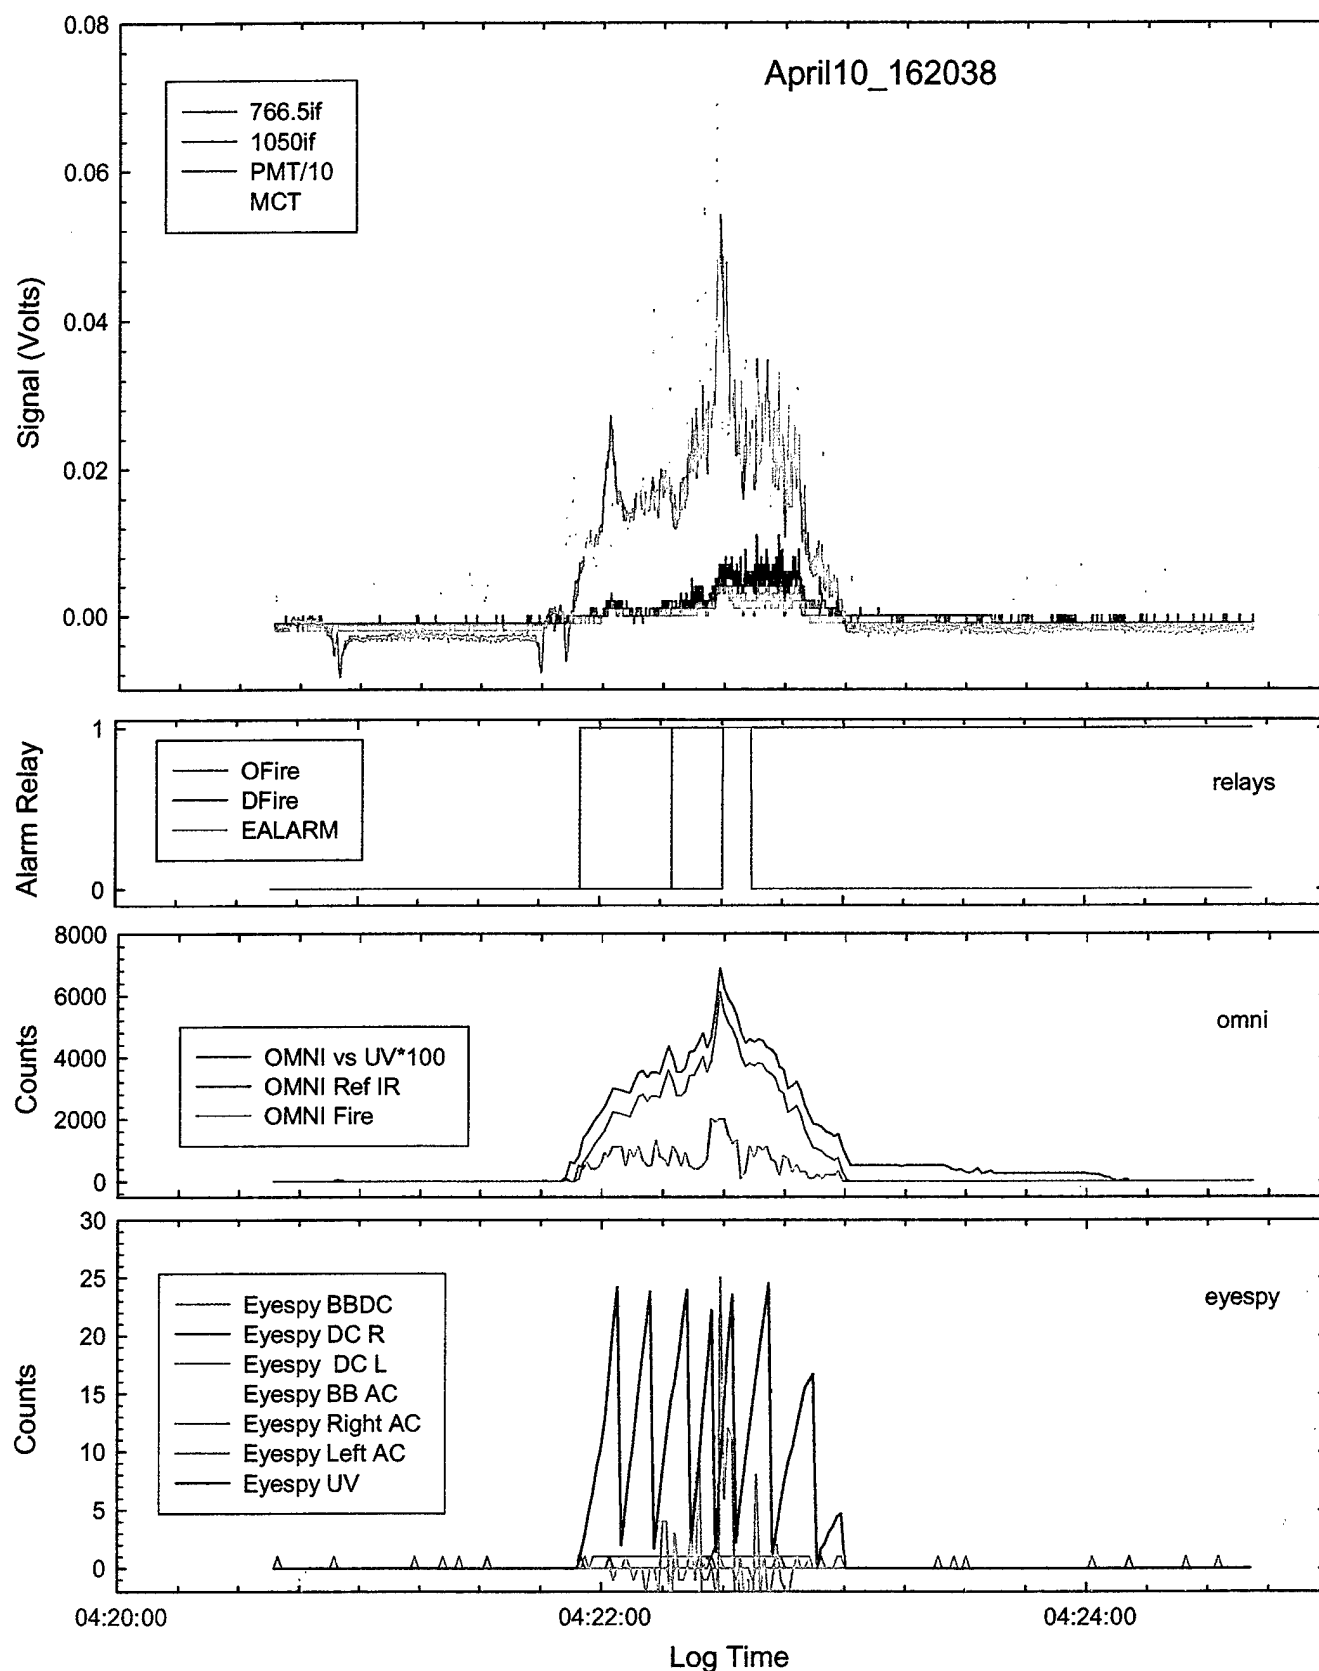 April10_162038
0.08
0.06
0.04
0.02
0.00
Signal (Volts)
766.5if
1050if
PMT/10
MCT
1
0
Alarm Relay
OFire
DFire
EALARM
relays
8000
6000
4000
2000
0
Counts
OMNI vs UV*100
OMNI Ref IR
OMNI Fire
omni
30
25
20
15
10
5
0
Counts
Eyespy BBDC
Eyespy DC R
Eyespy DC L
Eyespy BB AC
Eyespy Right AC
Eyespy Left AC
Eyespy UV
eyespy
04:20:00 04:22:00 04:24:00
Log Time